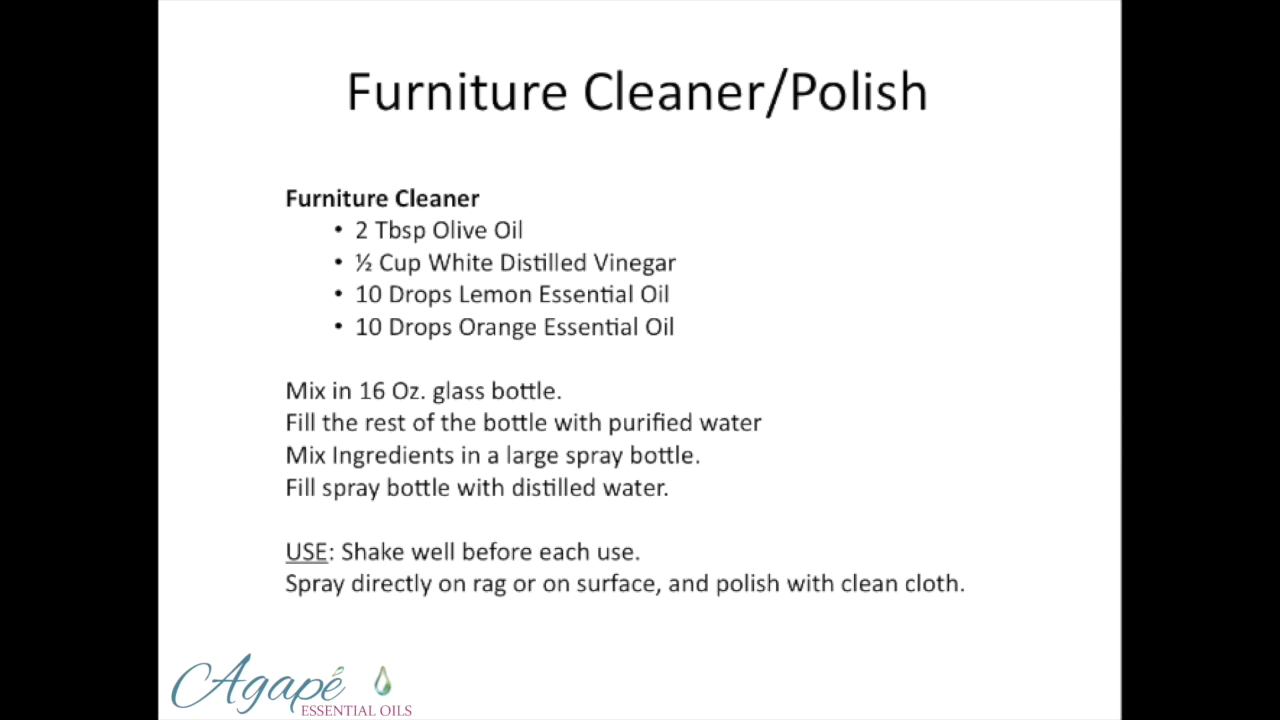 Furniture Cleaner/Polish
Furniture Cleaner
• 2 Tbsp Olive Oil
• ½ Cup White Distilled Vinegar
• 10 Drops Lemon Essential Oil
• 10 Drops Orange Essential Oil
Mix in 16 Oz. glass bottle.
Fill the rest of the bottle with purified water
Mix Ingredients in a large spray bottle.
Fill spray bottle with distilled water.
USE: Shake well before each use.
Spray directly on rag or on surface, and polish with clean cloth.
Agapé
ESSENTIAL OILS